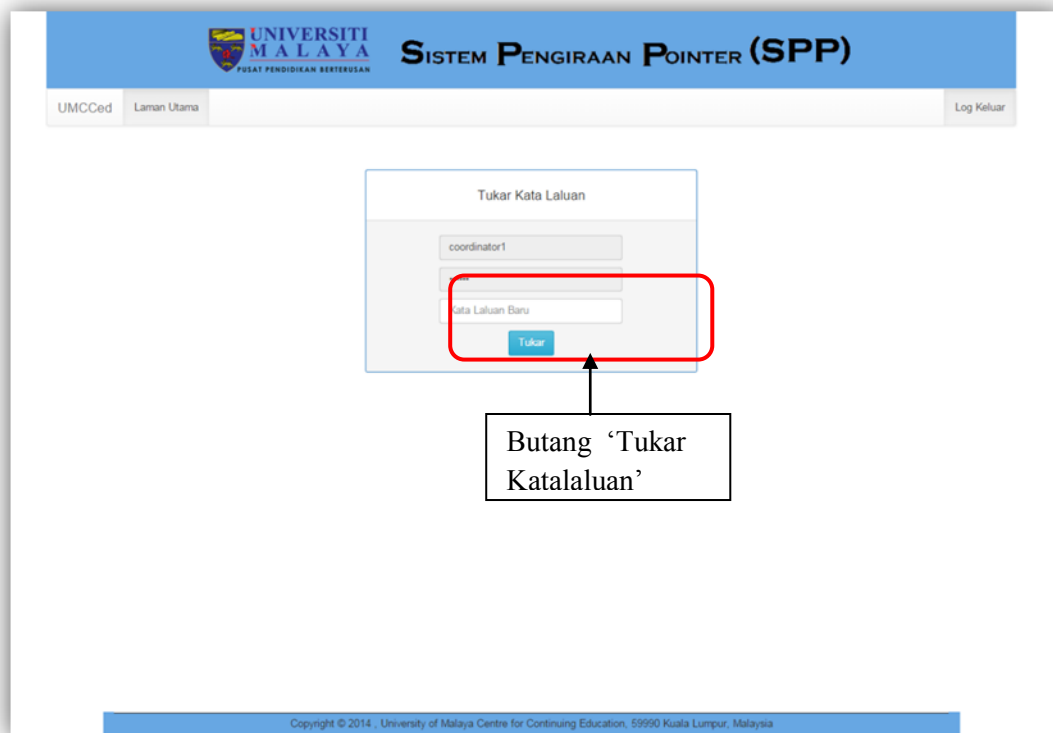 UNIVERSITI
MALAYA
PUSAT PENDIDIKAN BERTERUSAN
SISTEM PENGIRAAN POINTER (SPP)
UMCCed Laman Utama Log Keluar
Tukar Kata Laluan
coordinator1
Kata Laluan Baru
Tukar
Butang ‘Tukar
Katalaluan’
Copyright © 2014 , University of Malaya Centre for Continuing Education, 59990 Kuala Lumpur, Malaysia